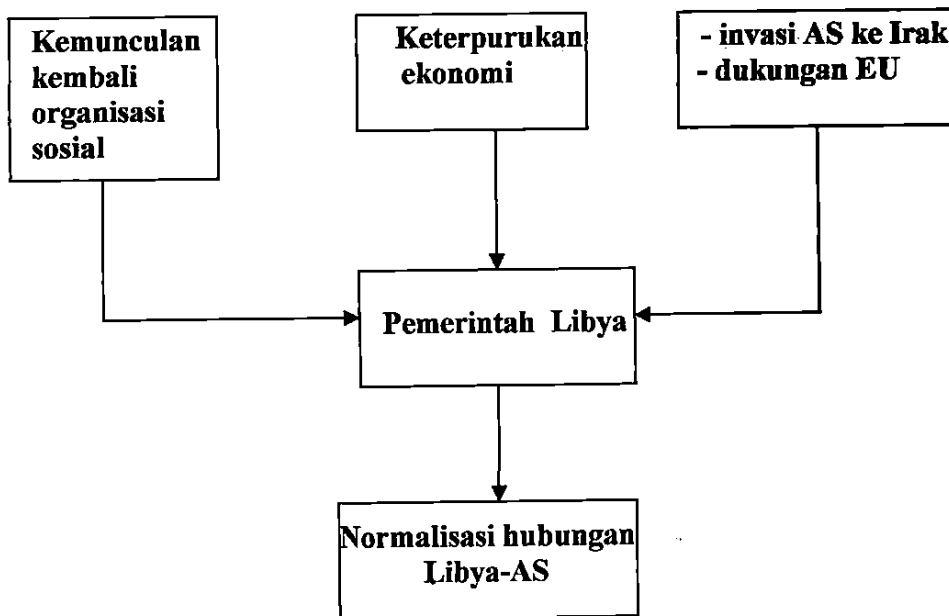 Kemunculan
kembali
organisasi
sosial
Keterpurukan
ekonomi
- invasi AS ke Irak
- dukungan EU
Pemerintah Libya
Normalisasi hubungan
Libya-AS